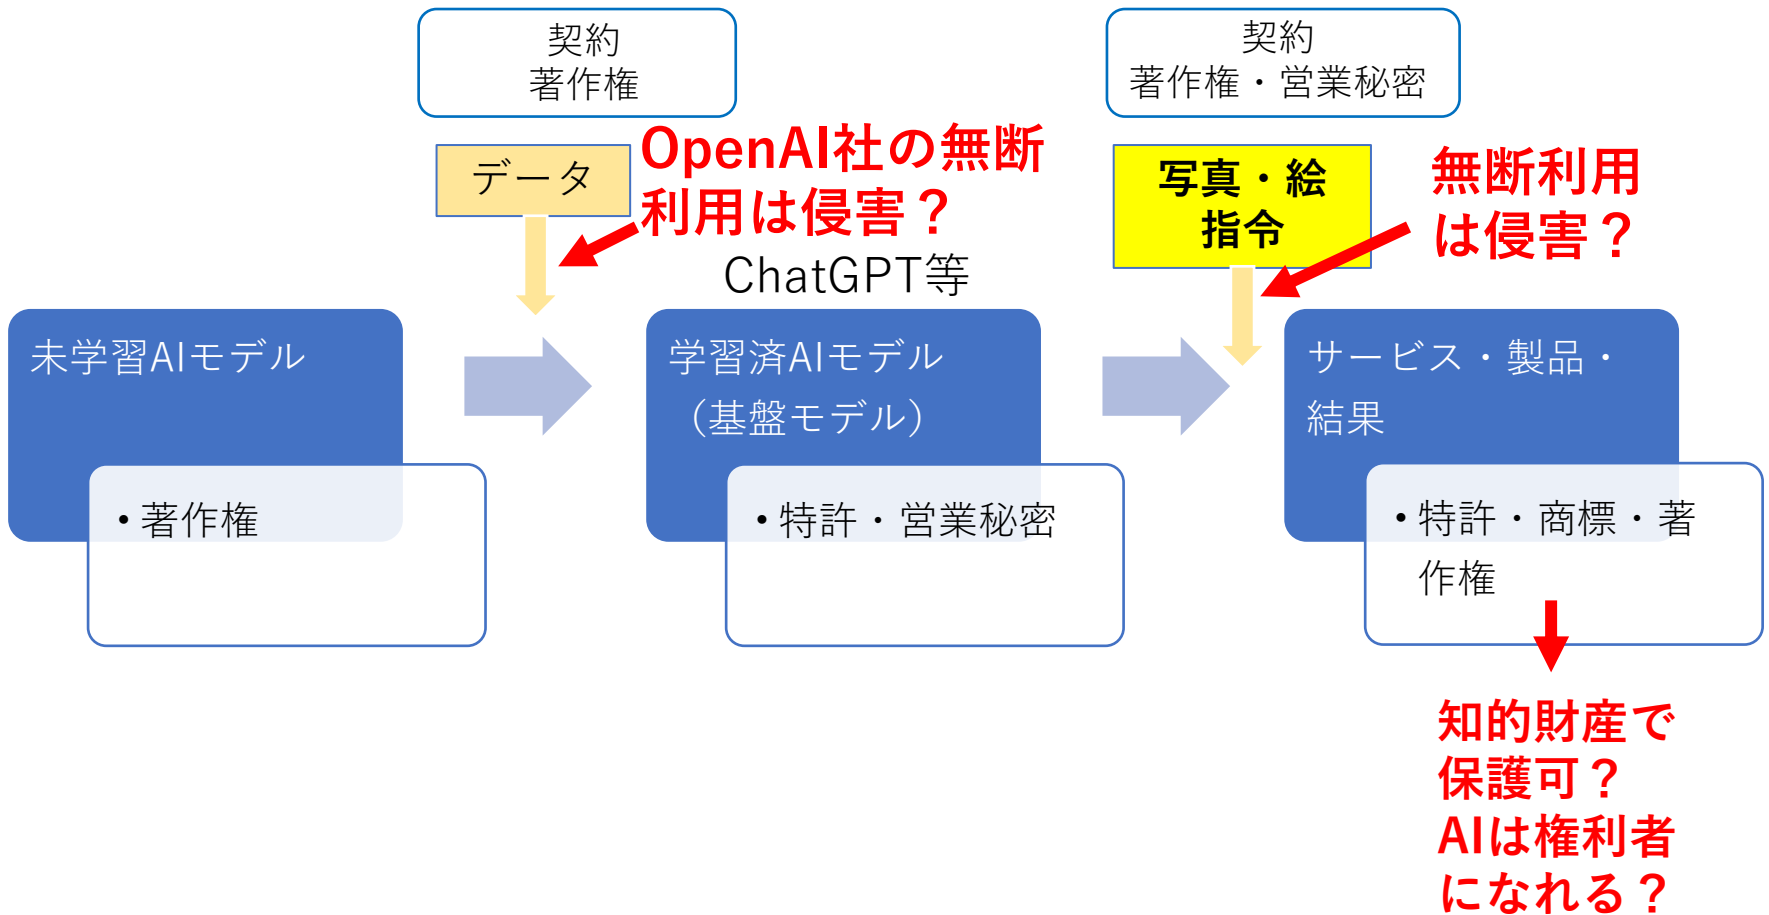 契約
著作権
契約
著作権・営業秘密
データ
OpenAI社の無断
利用は侵害？
写真・絵
指令
無断利用
は侵害？
ChatGPT等
未学習AIモデル
学習済AIモデル
（基盤モデル）
サービス・製品・
結果
•著作権
•特許・営業秘密
•特許・商標・著
作権
知的財産で
保護可？
AIは権利者
になれる？